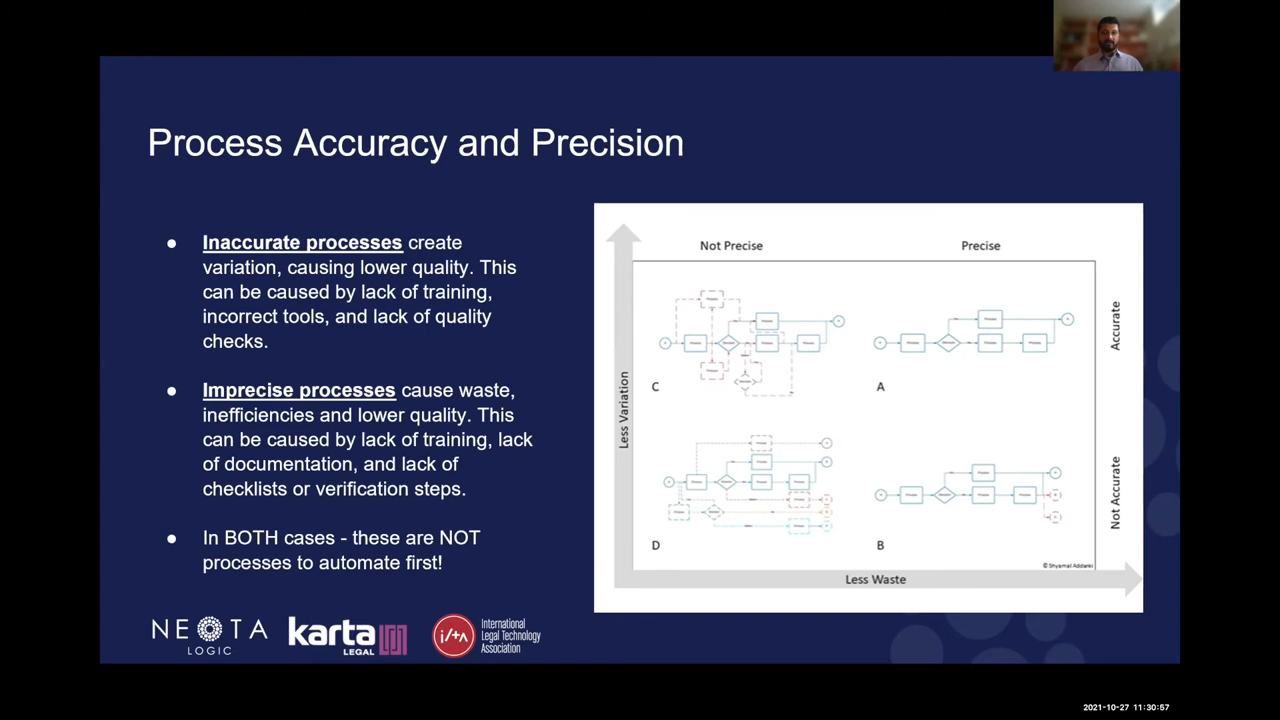 Process Accuracy and Precision
● Inaccurate processes create
variation, causing lower quality. This
can be caused by lack of training,
incorrect tools, and lack of quality
checks.
● Imprecise processes cause waste,
inefficiencies and lower quality. This
can be caused by lack of training, lack
of documentation, and lack of
checklists or verification steps.
● In BOTH cases - these are NOT
processes to automate first!
Not Precise
Precise
Less Variation
Accurate
Not Accurate
C
A
D
B
© Shyamal Addanki
Less Waste
NEOTA
LOGIC
karta
LEGAL
i/ta
International
Legal Technology
Association
2021-10-27 11:30:57